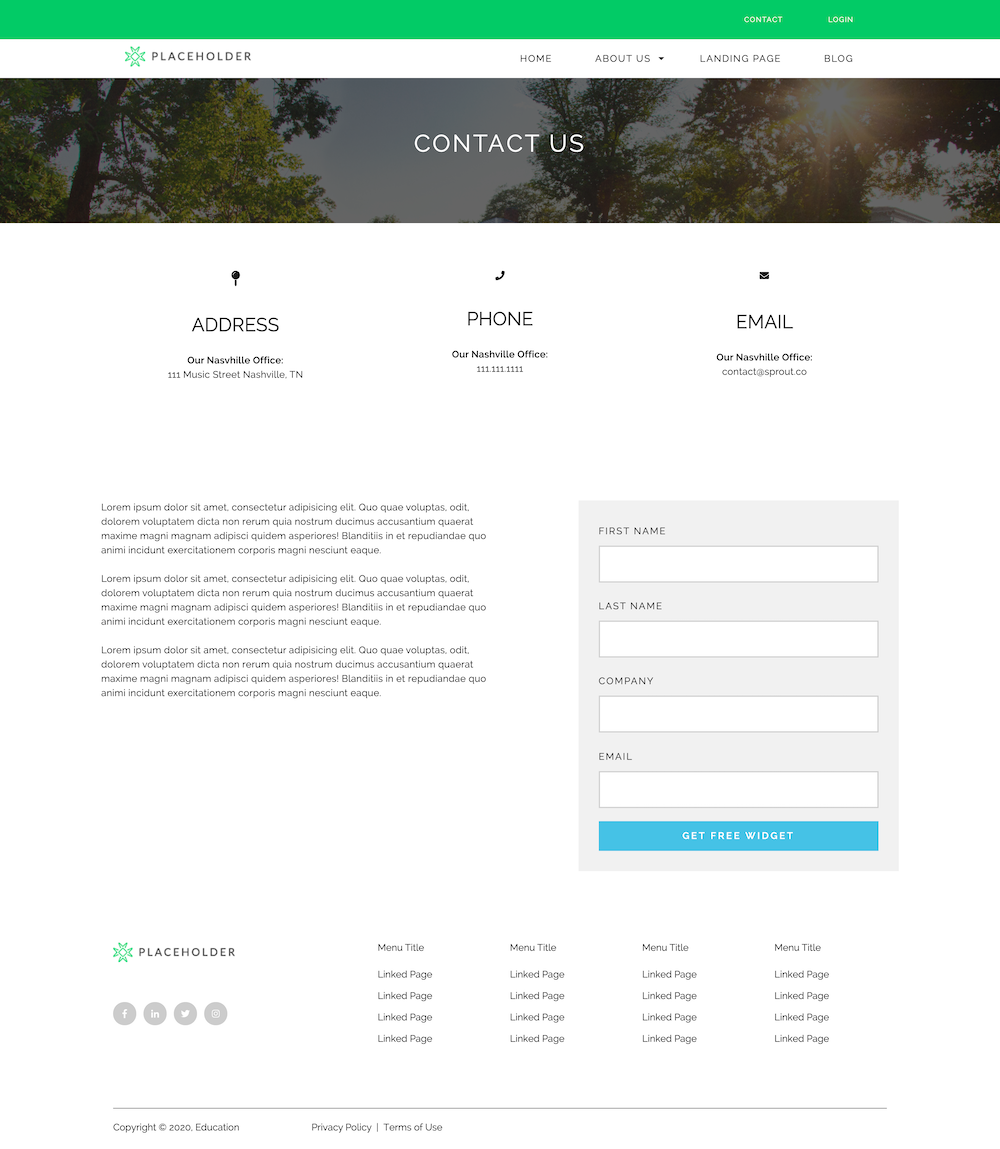 CONTACT LOGIN
PLACEHOLDER HOME ABOUT US LANDING PAGE BLOG
CONTACT US
ADDRESS
Our Nasvhille Office:
111 Music Street Nashville, TN
PHONE
Our Nashville Office:
111.111.1111
EMAIL
Our Nasvhille Office:
contact@sprout.co
Lorem ipsum dolor sit amet, consectetur adipisicing elit. Quo quae voluptas, odit,
dolorem voluptatem dicta non rerum quia nostrum ducimus accusantium quaerat
maxime magni magnam adipisci quidem asperiores! Blanditiis in et repudiandae quo
animi incidunt exercitationem corporis magni nesciunt eaque.
Lorem ipsum dolor sit amet, consectetur adipisicing elit. Quo quae voluptas, odit,
dolorem voluptatem dicta non rerum quia nostrum ducimus accusantium quaerat
maxime magni magnam adipisci quidem asperiores! Blanditiis in et repudiandae quo
animi incidunt exercitationem corporis magni nesciunt eaque.
Lorem ipsum dolor sit amet, consectetur adipisicing elit. Quo quae voluptas, odit,
dolorem voluptatem dicta non rerum quia nostrum ducimus accusantium quaerat
maxime magni magnam adipisci quidem asperiores! Blanditiis in et repudiandae quo
animi incidunt exercitationem corporis magni nesciunt eaque.
FIRST NAME
LAST NAME
COMPANY
EMAIL
GET FREE WIDGET
PLACEHOLDER
Menu Title
Linked Page
Linked Page
Linked Page
Linked Page
Menu Title
Linked Page
Linked Page
Linked Page
Linked Page
Menu Title
Linked Page
Linked Page
Linked Page
Linked Page
Menu Title
Linked Page
Linked Page
Linked Page
Linked Page
Copyright © 2020, Education Privacy Policy | Terms of Use